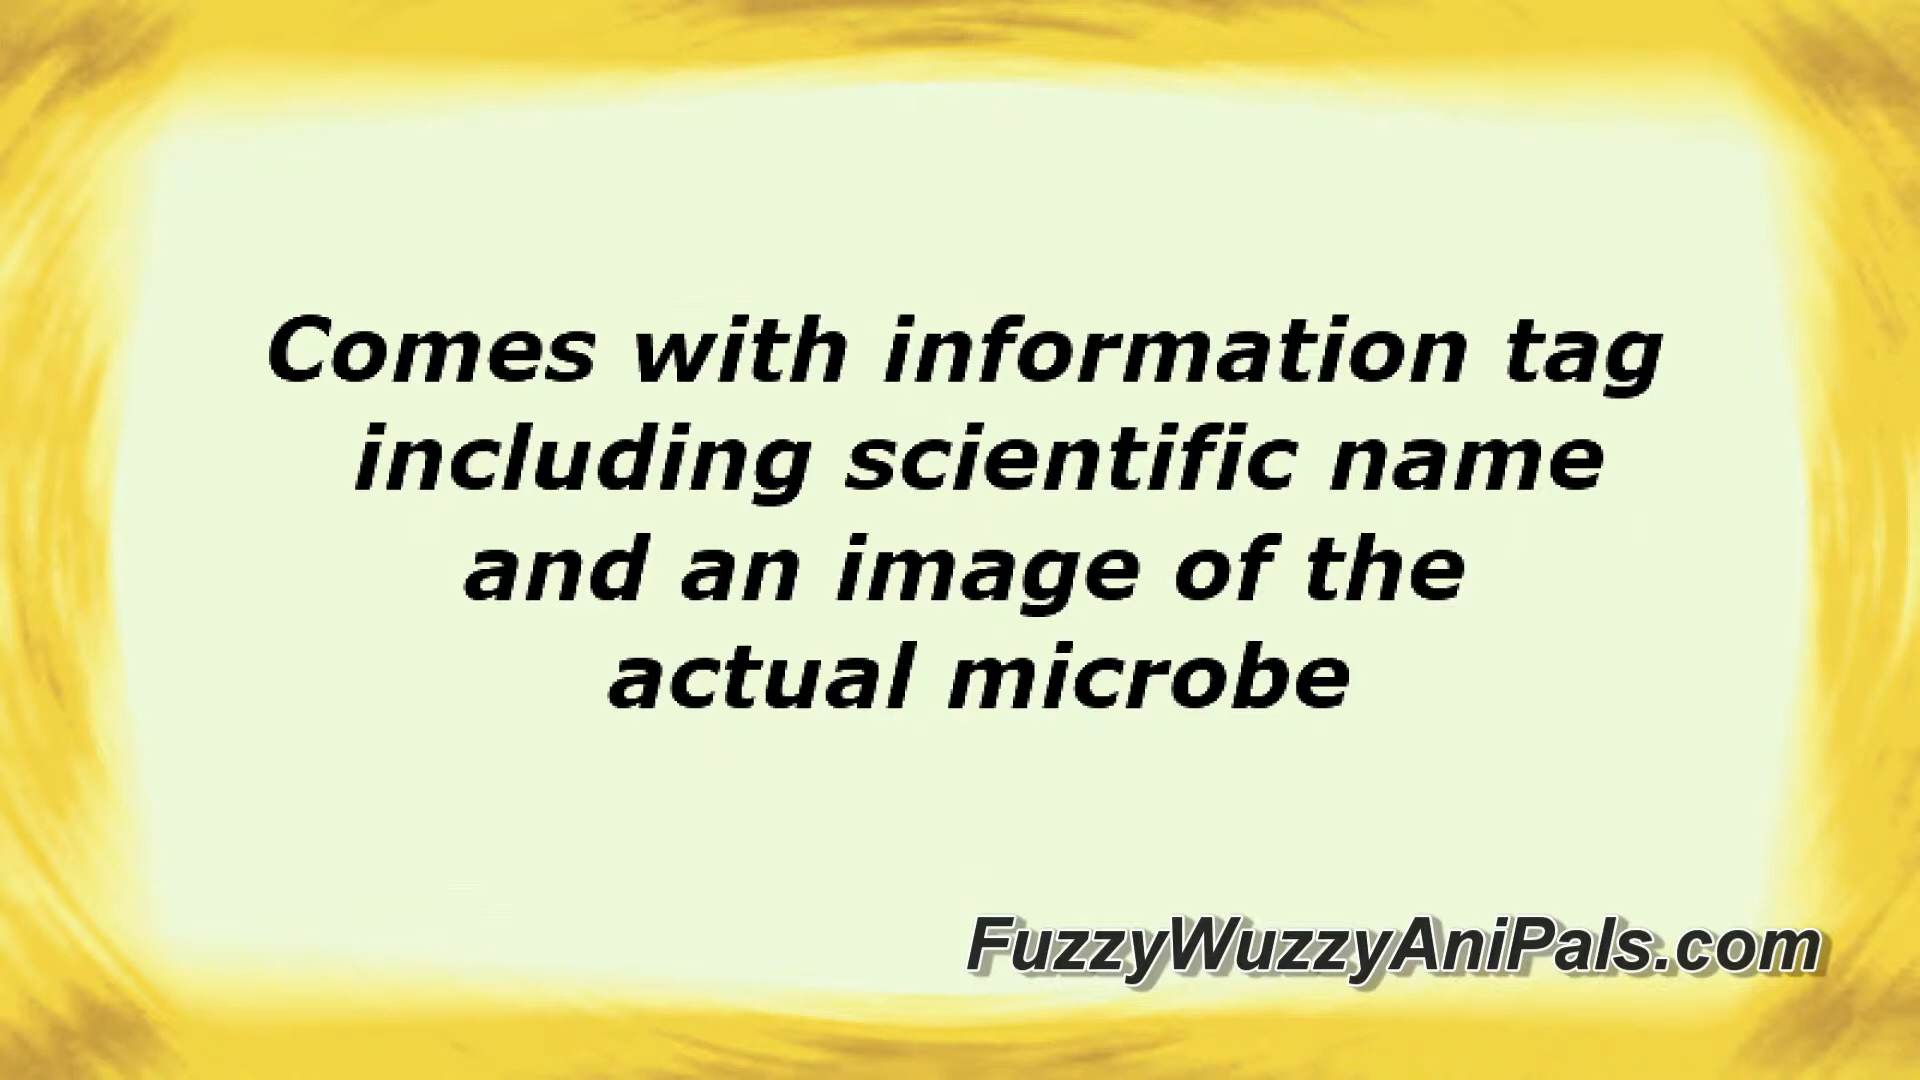 Comes with information tag
including scientific name
and an image of the
actual microbe
FuzzyWuzzyAniPals.com